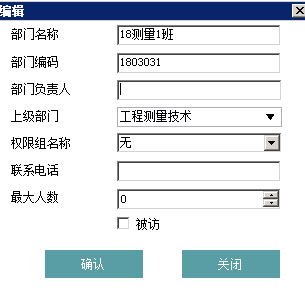 编辑
部门名称 18测量1班
部门编码 1803031
部门负责人
上级部门 工程测量技术
权限组名称 无
联系电话
最大人数 0
被访
确认 关闭